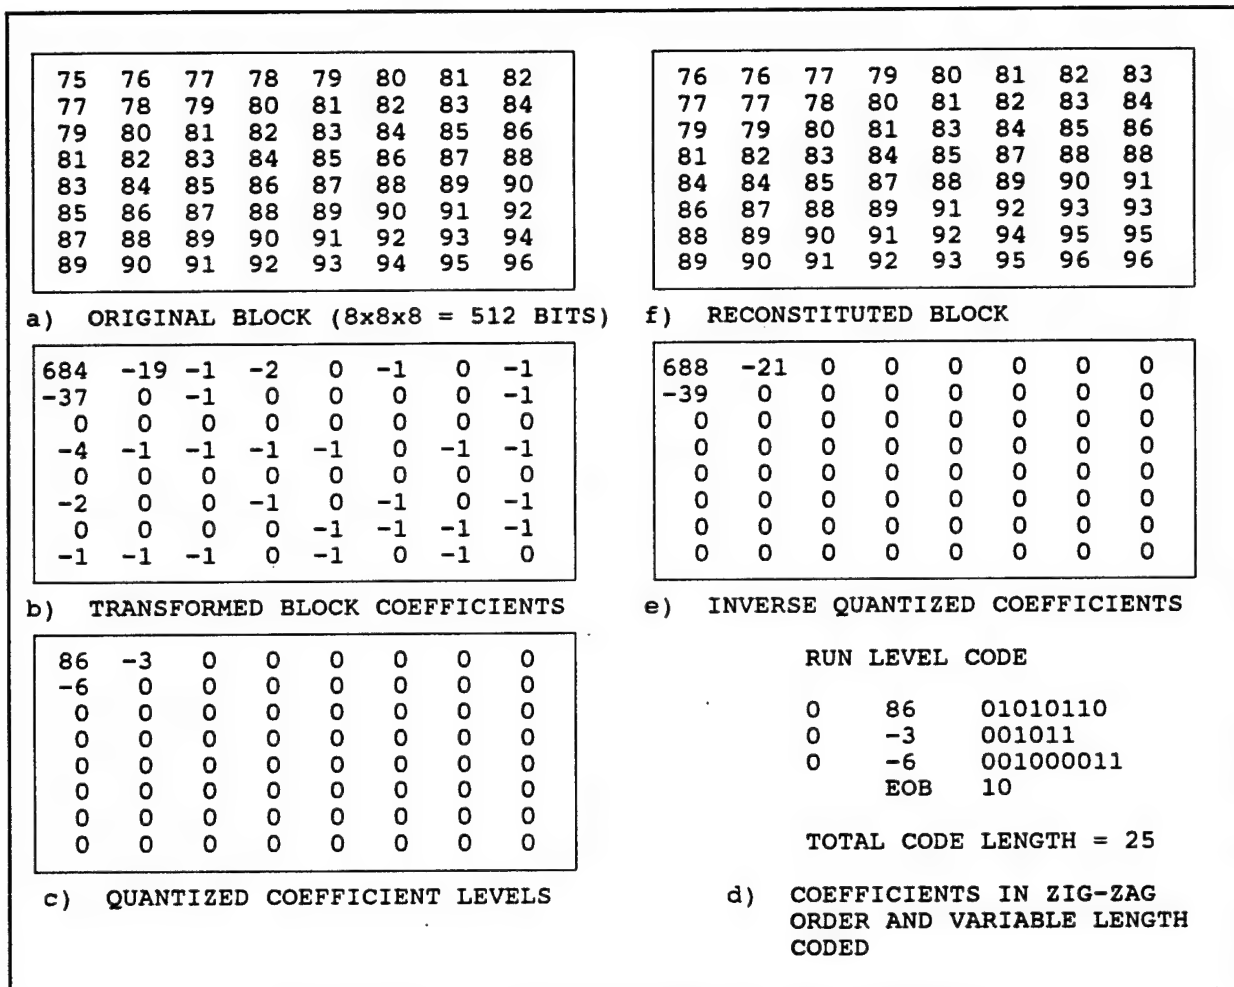 75 76 77 78 79 80 81 82
77 78 79 80 81 82 83 84
79 80 81 82 83 84 85 86
81 82 83 84 85 86 87 88
83 84 85 86 87 88 89 90
85 86 87 88 89 90 91 92
87 88 89 90 91 92 93 94
89 90 91 92 93 94 95 96
a) ORIGINAL BLOCK (8x8x8 = 512 BITS)
684 -19 -1 -2 0 -1 0 -1
-37 0 -1 0 0 0 0 -1
0 0 0 0 0 0 0 0
-4 -1 -1 -1 -1 0 -1 -1
0 0 0 0 0 0 0 0
-2 0 0 -1 0 -1 0 -1
0 0 0 0 -1 -1 -1 -1
-1 -1 -1 0 -1 0 -1 0
b) TRANSFORMED BLOCK COEFFICIENTS
86 -3 0 0 0 0 0 0
-6 0 0 0 0 0 0 0
0 0 0 0 0 0 0 0
0 0 0 0 0 0 0 0
0 0 0 0 0 0 0 0
0 0 0 0 0 0 0 0
0 0 0 0 0 0 0 0
0 0 0 0 0 0 0 0
c) QUANTIZED COEFFICIENT LEVELS
76 76 77 79 80 81 82 83
77 77 78 80 81 82 83 84
79 79 80 81 83 84 85 86
81 82 83 84 85 87 88 88
84 84 85 87 88 89 90 91
86 87 88 89 91 92 93 93
88 89 90 91 92 94 95 95
89 90 91 92 93 95 96 96
f) RECONSTITUTED BLOCK
688 -21 0 0 0 0 0 0
-39 0 0 0 0 0 0 0
0 0 0 0 0 0 0 0
0 0 0 0 0 0 0 0
0 0 0 0 0 0 0 0
0 0 0 0 0 0 0 0
0 0 0 0 0 0 0 0
0 0 0 0 0 0 0 0
e) INVERSE QUANTIZED COEFFICIENTS
RUN LEVEL CODE
0 86 01010110
0 -3 001011
0 -6 001000011
EOB 10
TOTAL CODE LENGTH = 25
d) COEFFICIENTS IN ZIG-ZAG
ORDER AND VARIABLE LENGTH
CODED